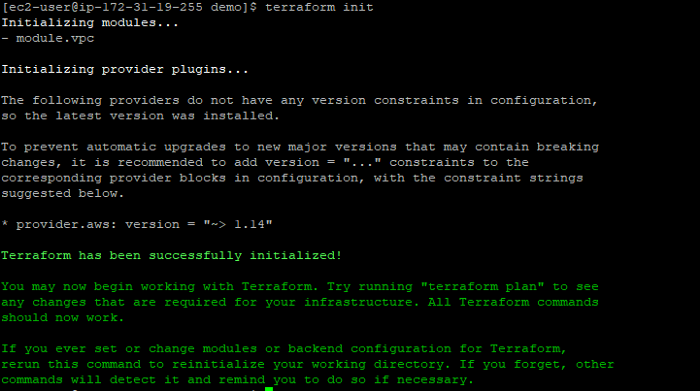 [ec2-user@ip-172-31-19-255 demo]$ terraform init
Initializing modules...
- module.vpc
Initializing provider plugins...
The following providers do not have any version constraints in configuration,
so the latest version was installed.
To prevent automatic upgrades to new major versions that may contain breaking
changes, it is recommended to add version = "..." constraints to the
corresponding provider blocks in configuration, with the constraint strings
suggested below.
* provider.aws: version = "~> 1.14"
Terraform has been successfully initialized!
You may now begin working with Terraform. Try running "terraform plan" to see
any changes that are required for your infrastructure. All Terraform commands
should now work.
If you ever set or change modules or backend configuration for Terraform,
rerun this command to reinitialize your working directory. If you forget, other
commands will detect it and remind you to do so if necessary.